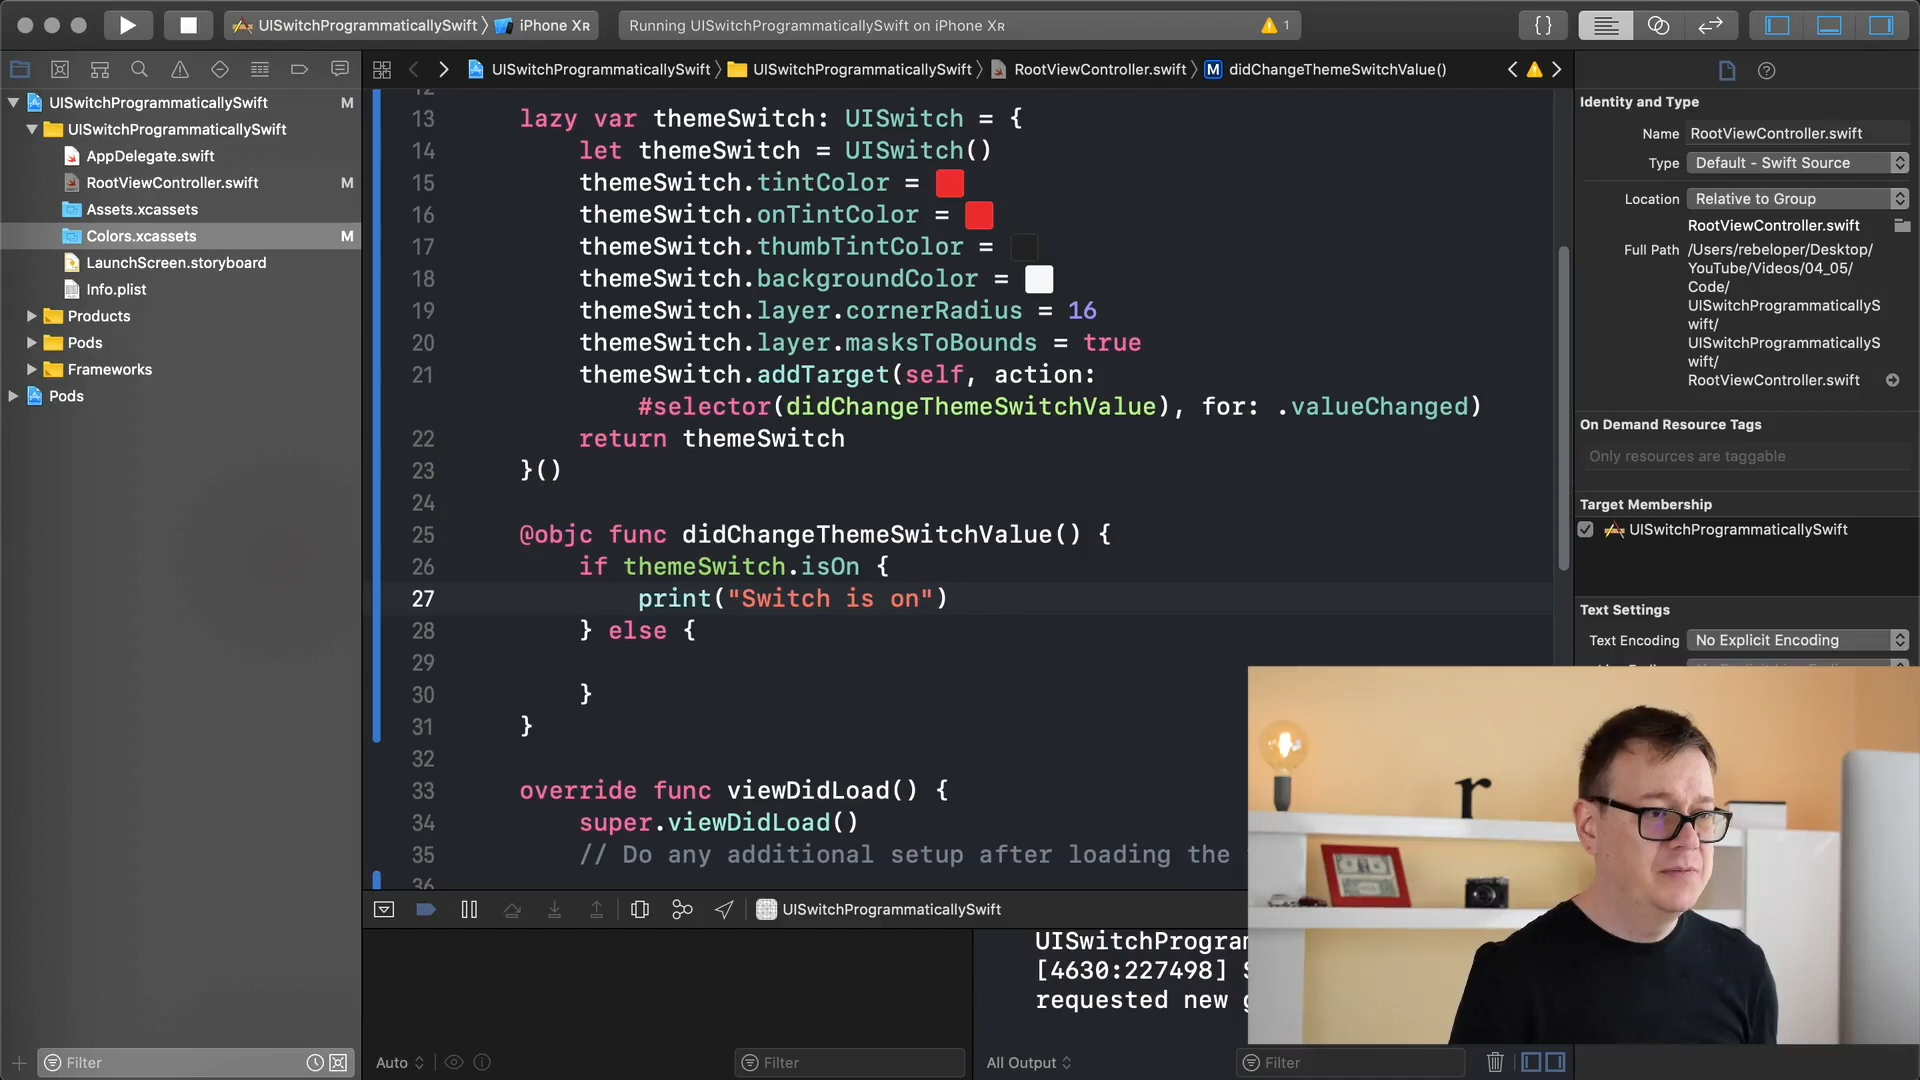 UISwitchProgrammaticallySwift
iPhone XR
Running UISwitchProgrammaticallySwift on iPhone XR
1
UISwitchProgrammaticallySwift
UISwitchProgrammaticallySwift
RootViewController.swift
M
didChangeThemeSwitchValue()
UISwitchProgrammaticallySwift M
UISwitchProgrammaticallySwift
AppDelegate.swift
RootViewController.swift M
Assets.xcassets
Colors.xcassets M
LaunchScreen.storyboard
Info.plist
Products
Pods
Frameworks
Pods
Filter
12
13 lazy var themeSwitch: UISwitch = {
14 let themeSwitch = UISwitch()
15 themeSwitch.tintColor =
16 themeSwitch.onTintColor =
17 themeSwitch.thumbTintColor =
18 themeSwitch.backgroundColor =
19 themeSwitch.layer.cornerRadius = 16
20 themeSwitch.layer.masksToBounds = true
21 themeSwitch.addTarget(self, action:
#selector(didChangeThemeSwitchValue), for: .valueChanged)
22 return themeSwitch
23 }()
24
25 @objc func didChangeThemeSwitchValue() {
26 if themeSwitch.isOn {
27 print("Switch is on")
28 } else {
29
30 }
31 }
32
33 override func viewDidLoad() {
34 super.viewDidLoad()
35 // Do any additional setup after loading the
36
UISwitchProgrammaticallySwift
UISwitchProgram
[4630:227498]
requested new
Auto
Filter
All Output
Filter
Identity and Type
Name RootViewController.swift
Type Default - Swift Source
Location Relative to Group
RootViewController.swift
Full Path /Users/rebeloper/Desktop/
YouTube/Videos/04_05/
Code/
UISwitchProgrammaticallyS
wift/
UISwitchProgrammaticallyS
wift/
RootViewController.swift
On Demand Resource Tags
Only resources are taggable
Target Membership
UISwitchProgrammaticallySwift
Text Settings
Text Encoding No Explicit Encoding
r